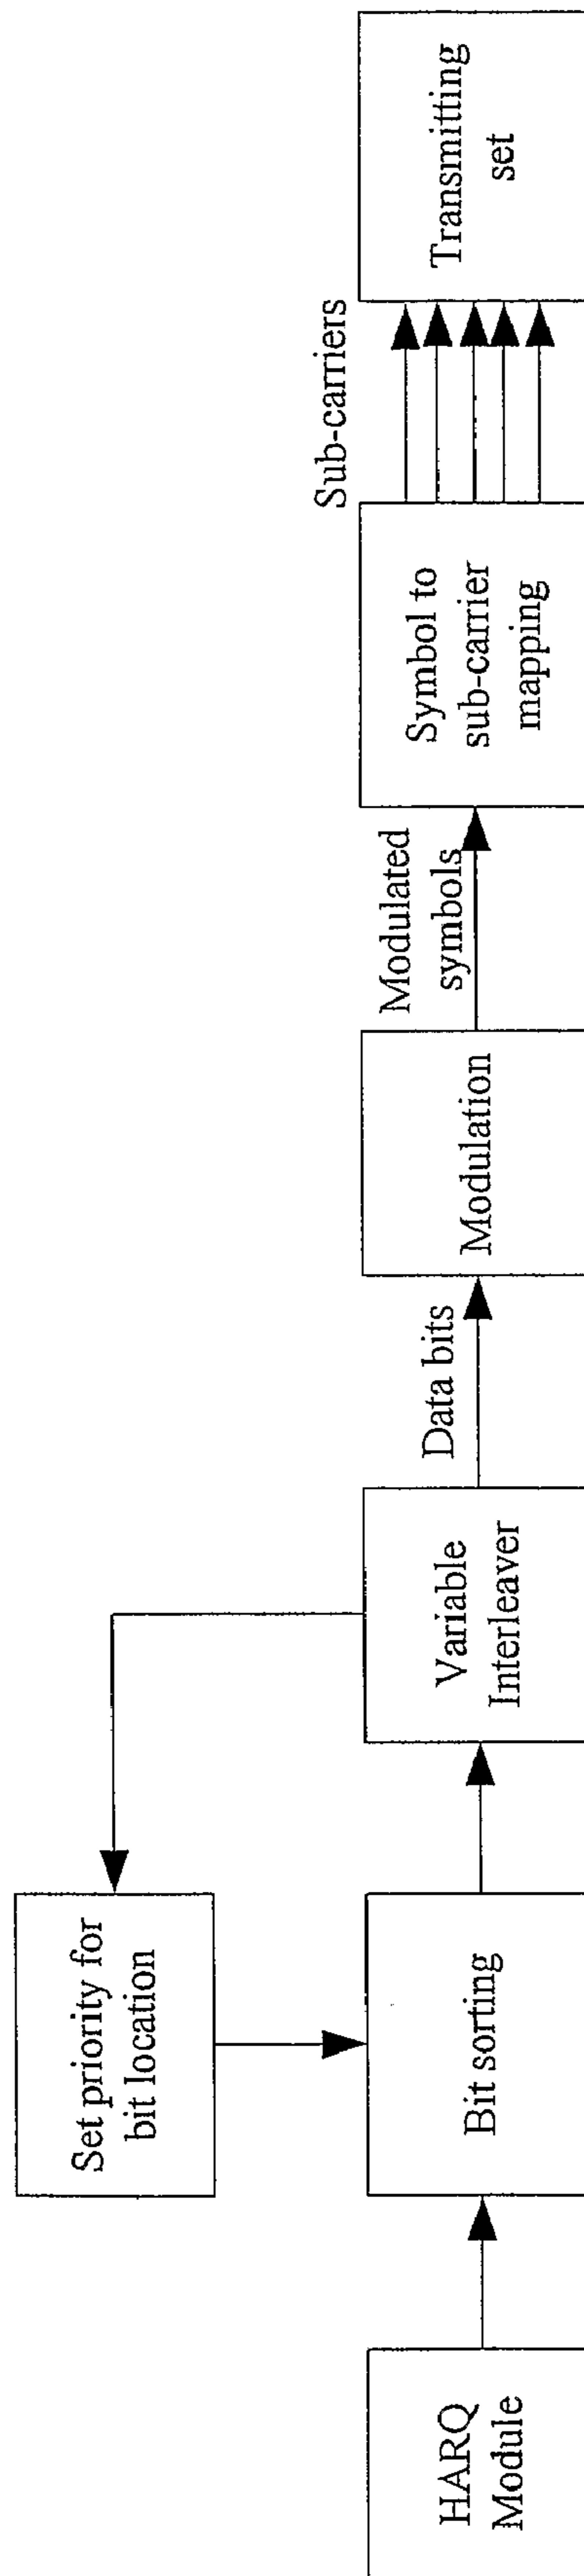 HARQ
Module
Set priority for
bit location
Bit sorting
Variable
Interleaver
Data bits
Modulation
Modulated
symbols
Symbol to
sub-carrier
mapping
Sub-carriers
Transmitting
set